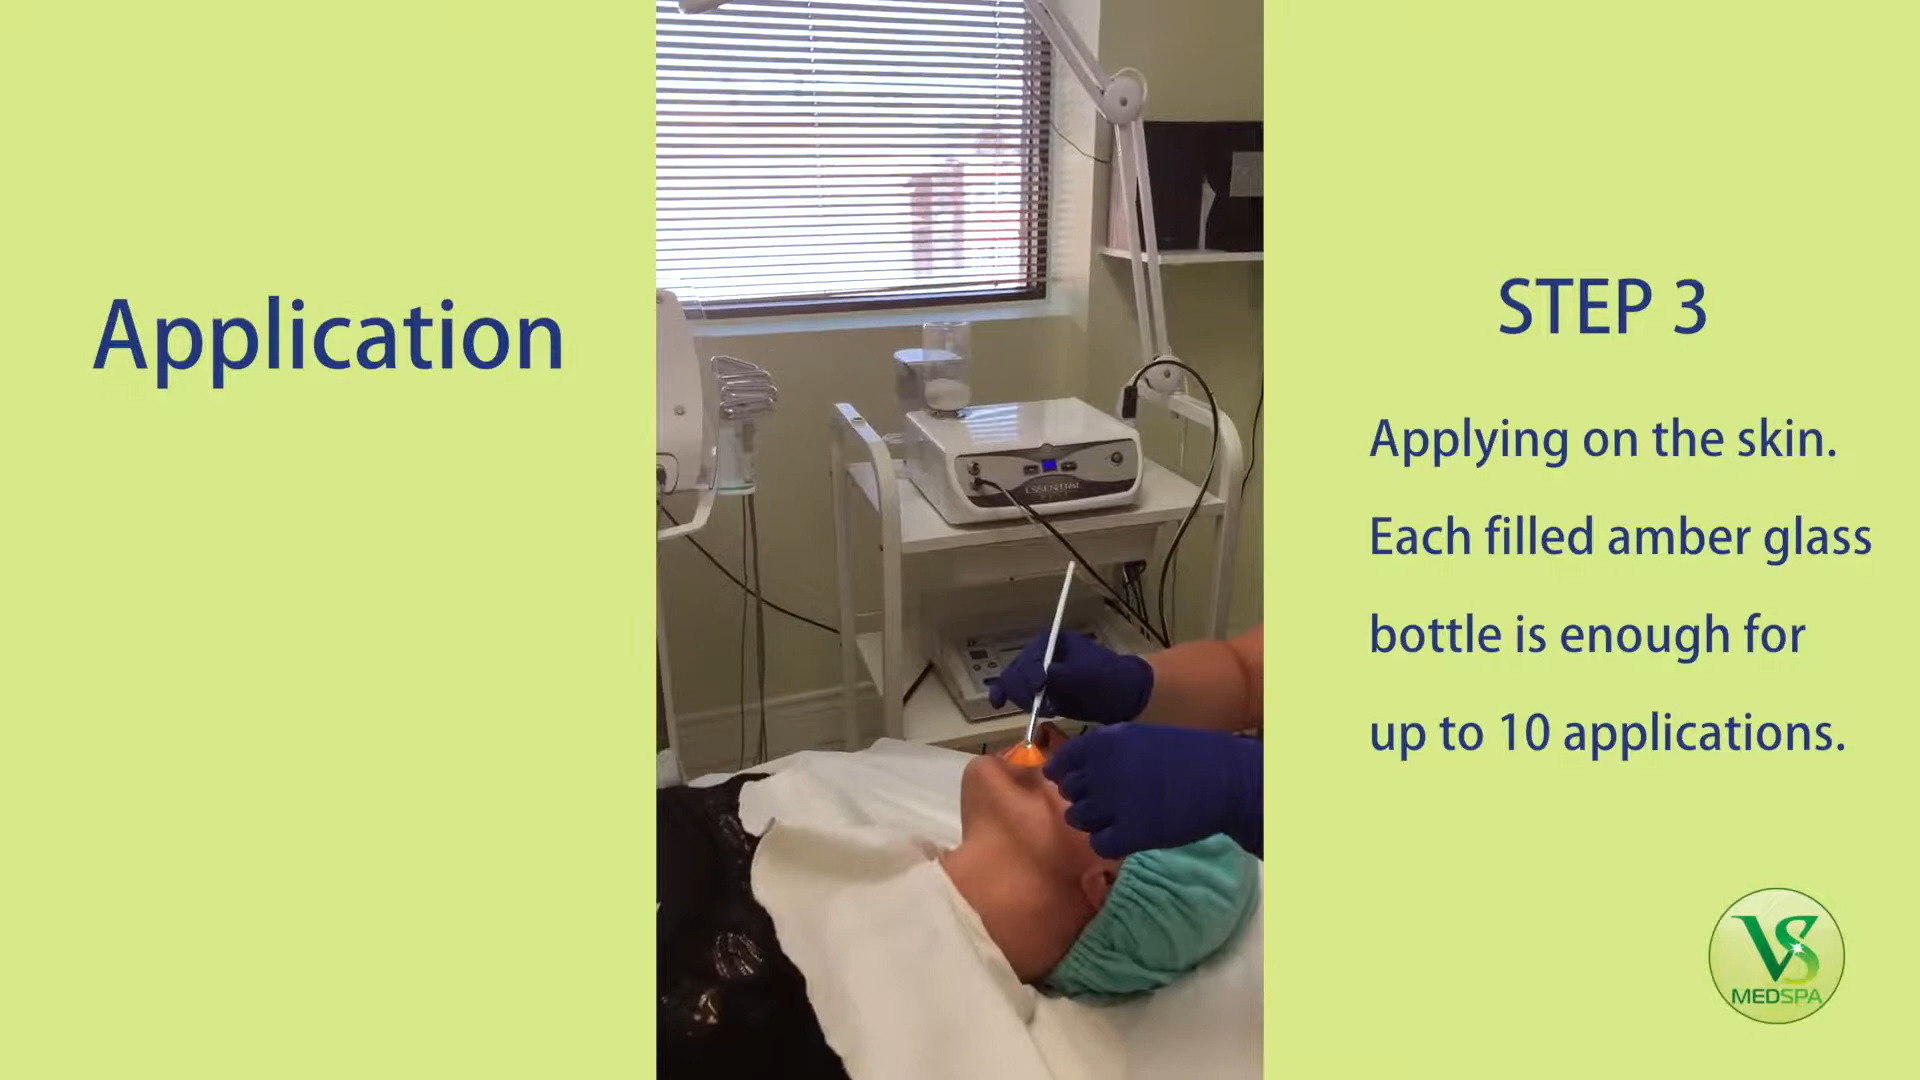 Application
STEP 3
Applying on the skin.
Each filled amber glass
bottle is enough for
up to 10 applications.
ESSENTIAL
VS
MEDSPA